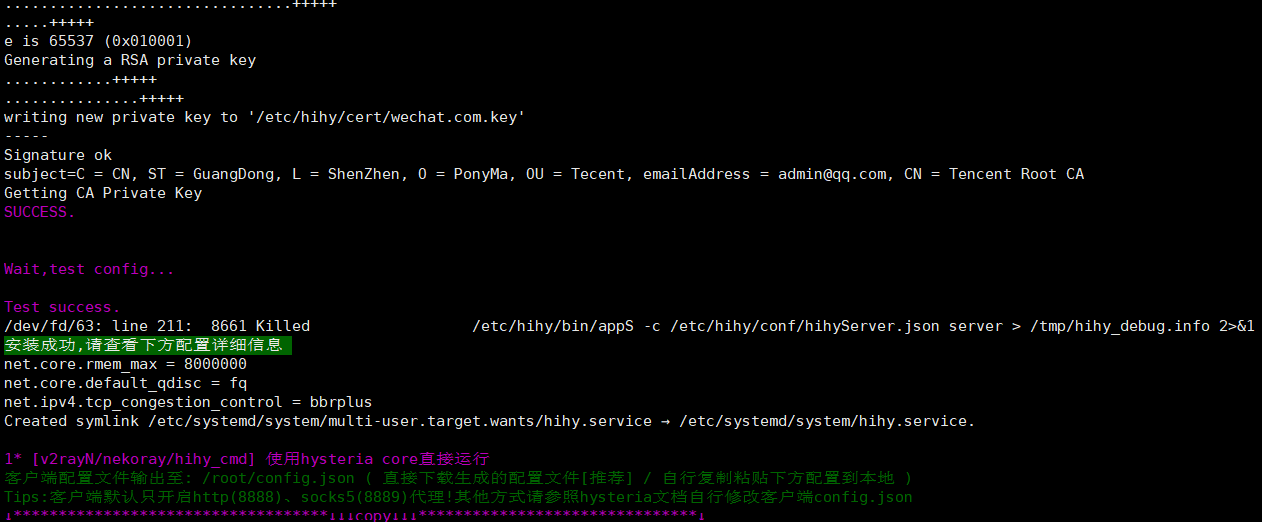 ................................+++++
.....+++++
e is 65537 (0x010001)
Generating a RSA private key
............+++++
...............+++++
writing new private key to '/etc/hihy/cert/wechat.com.key'
-----
Signature ok
subject=C = CN, ST = GuangDong, L = ShenZhen, O = PonyMa, OU = Tecent, emailAddress = admin@qq.com, CN = Tencent Root CA
Getting CA Private Key
SUCCESS.
Wait,test config...
Test success.
/dev/fd/63: line 211:  8661 Killed                  /etc/hihy/bin/appS -c /etc/hihy/conf/hihyServer.json server > /tmp/hihy_debug.info 2>&1
安装成功,请查看下方配置详细信息
net.core.rmem_max = 8000000
net.core.default_qdisc = fq
net.ipv4.tcp_congestion_control = bbrplus
Created symlink /etc/systemd/system/multi-user.target.wants/hihy.service → /etc/systemd/system/hihy.service.
1* [v2rayN/nekoray/hihy_cmd] 使用hysteria core直接运行
客户端配置文件输出至: /root/config.json ( 直接下载生成的配置文件[推荐] / 自行复制粘贴下方配置到本地 )
Tips:客户端默认只开启http(8888)、socks5(8889)代理!其他方式请参照hysteria文档自行修改客户端config.json
↓***********************************↓↓↓copy↓↓↓*******************************↓